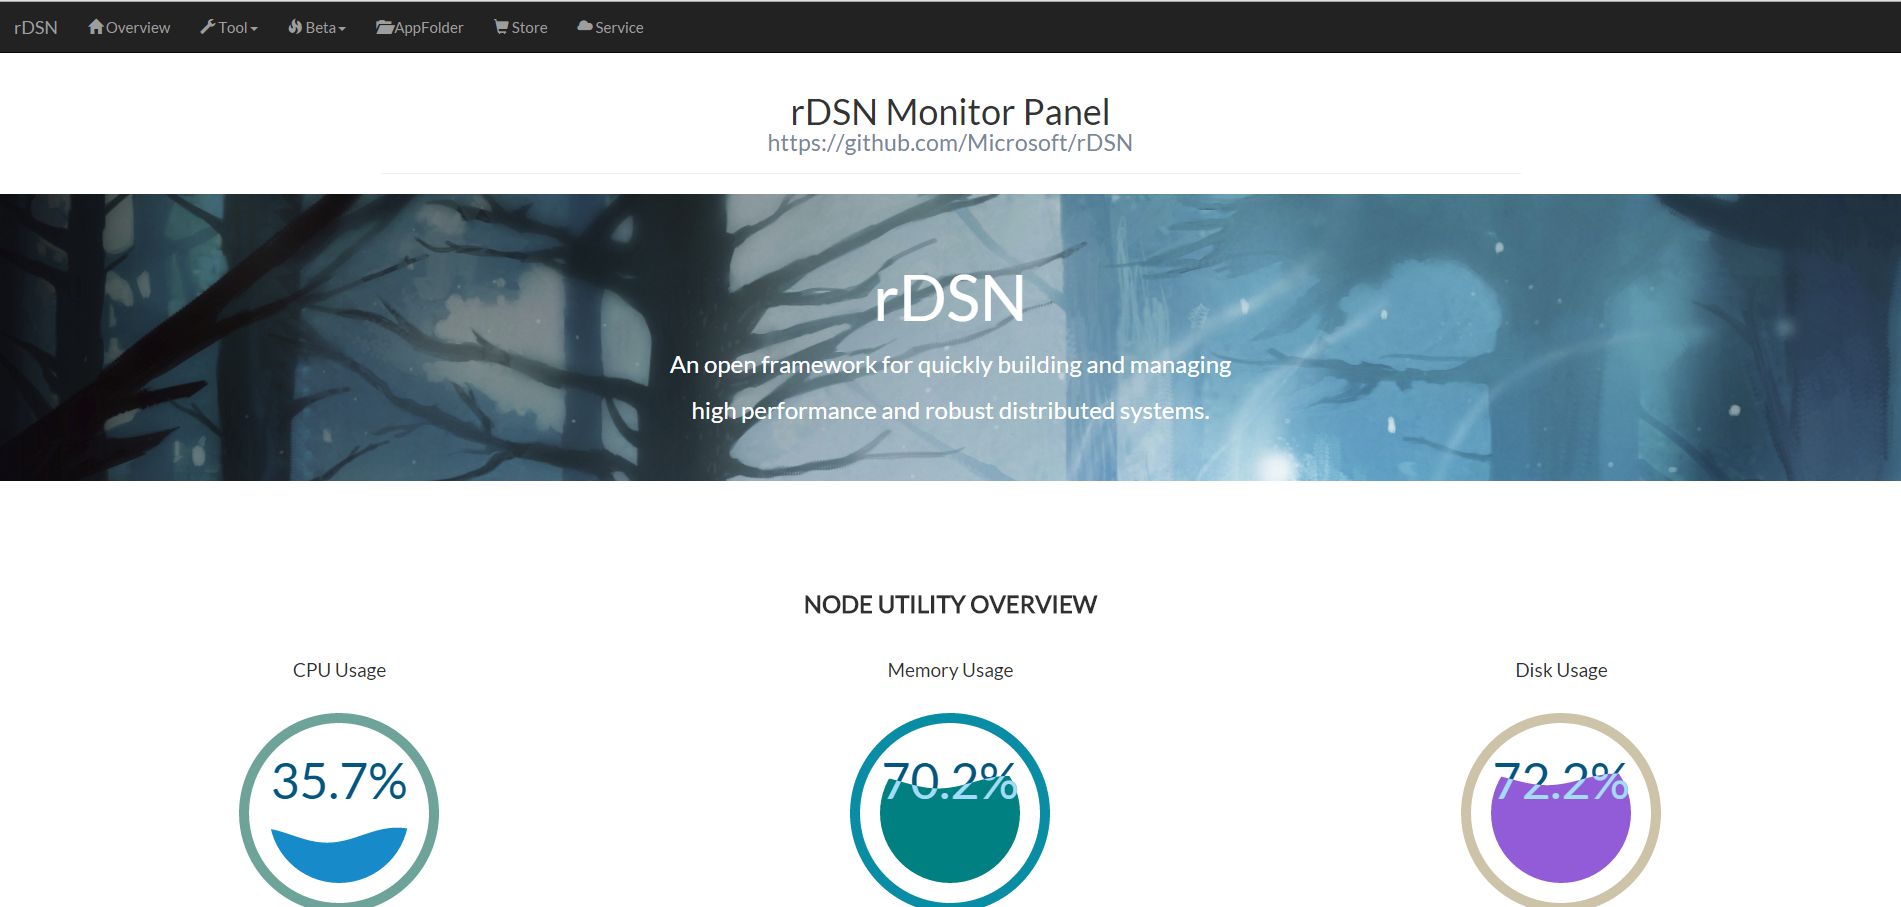 rDSN Overview Tool Beta AppFolder Store Service
rDSN Monitor Panel
https://github.com/Microsoft/rDSN
rDSN
An open framework for quickly building and managing
high performance and robust distributed systems.
NODE UTILITY OVERVIEW
CPU Usage Memory Usage Disk Usage
35.7% 70.2% 72.2%